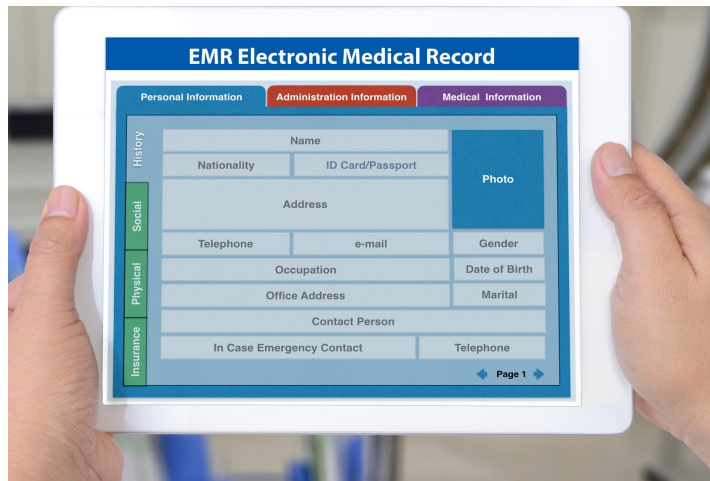 EMR Electronic Medical Record
Personal Information
Administration Information
Medical Information
History
Social
Physical
Insurance
Name
Nationality
ID Card/Passport
Photo
Address
Telephone
e-mail
Gender
Occupation
Date of Birth
Office Address
Marital
Contact Person
In Case Emergency Contact
Telephone
Page 1